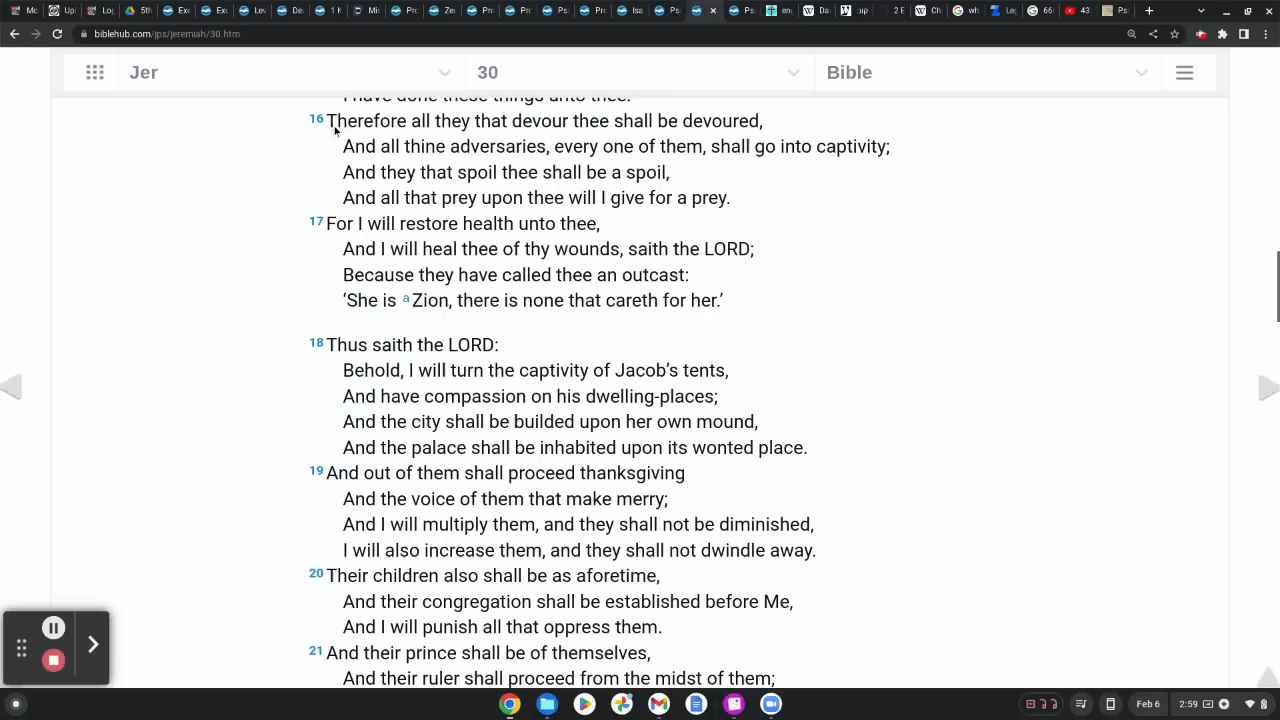 biblehub.com/jps/jeremiah/30.htm
Jer
30
Bible
I have done these things unto thee.
16 Therefore all they that devour thee shall be devoured,
And all thine adversaries, every one of them, shall go into captivity;
And they that spoil thee shall be a spoil,
And all that prey upon thee will I give for a prey.
17 For I will restore health unto thee,
And I will heal thee of thy wounds, saith the LORD;
Because they have called thee an outcast:
‘She is a Zion, there is none that careth for her.’
18 Thus saith the LORD:
Behold, I will turn the captivity of Jacob’s tents,
And have compassion on his dwelling-places;
And the city shall be builded upon her own mound,
And the palace shall be inhabited upon its wonted place.
19 And out of them shall proceed thanksgiving
And the voice of them that make merry;
And I will multiply them, and they shall not be diminished,
I will also increase them, and they shall not dwindle away.
20 Their children also shall be as aforetime,
And their congregation shall be established before Me,
And I will punish all that oppress them.
21 And their prince shall be of themselves,
And their ruler shall proceed from the midst of them;
Feb 6
2:59